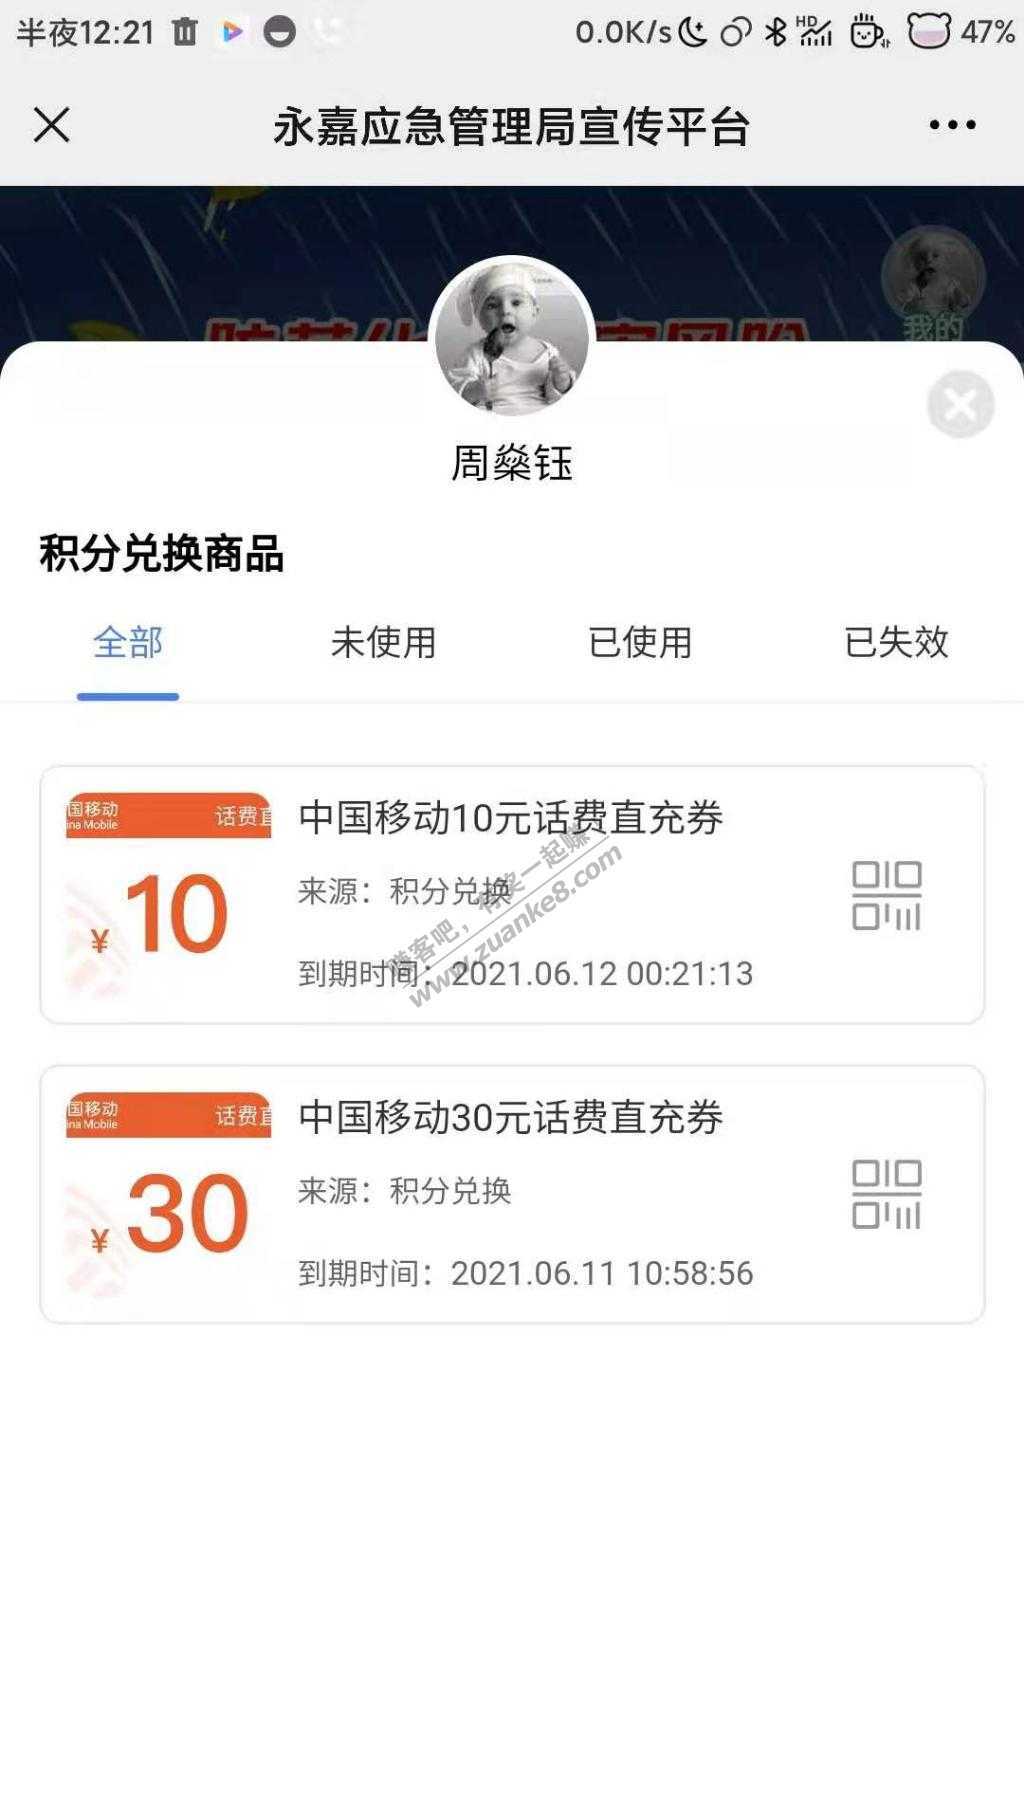 半夜12:21
0.0K/s
HD
47%
永嘉应急管理局宣传平台
我的
周燊钰
积分兑换商品
全部
未使用
已使用
已失效
国移动
ina Mobile
话费直
¥10
中国移动10元话费直充券
来源：积分兑换
到期时间：2021.06.12 00:21:13
赚客吧，有奖一起赚！
www.zuanke8.com
国移动
ina Mobile
话费直
¥30
中国移动30元话费直充券
来源：积分兑换
到期时间：2021.06.11 10:58:56